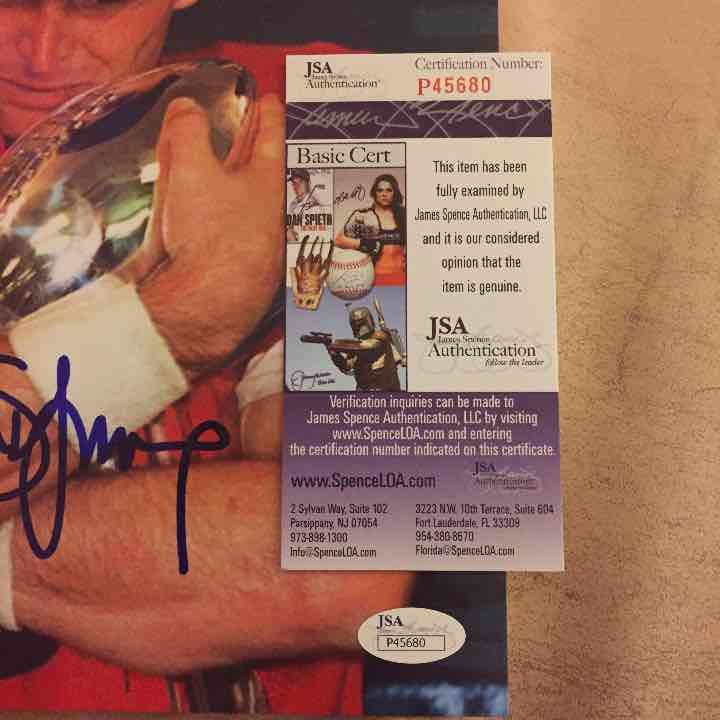 JSA
James Spence
Authentication
Certification Number:
P45680
James Spence
Basic Cert
DAN SPIETH
This item has been
fully examined by
James Spence Authentication, LLC
and it is our considered
opinion that the
item is genuine.
JSA
James Spence
Authentication
follow the leader
Verification inquiries can be made to
James Spence Authentication, LLC by visiting
www.SpenceLOA.com and entering
the certification number indicated on this certificate.
www.SpenceLOA.com
JSA
Authentication
2 Sylvan Way, Suite 102
Parsippany, NJ 07054
973-898-1300
Info@SpenceLOA.com
3223 N.W. 10th Terrace, Suite 604
Fort Lauderdale, FL 33309
954-380-8670
Florida@SpenceLOA.com
JSA
P45680